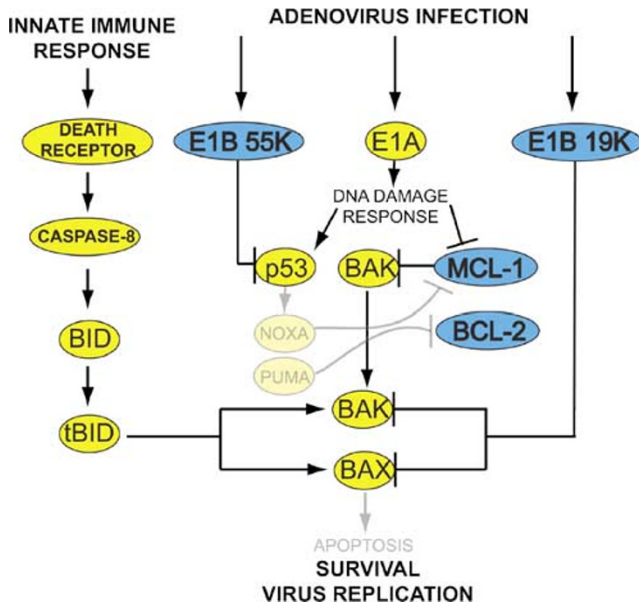 INNATE IMMUNE
RESPONSE
ADENOVIRUS INFECTION
DEATH
RECEPTOR
E1B 55K
E1A
E1B 19K
DNA DAMAGE
RESPONSE
CASPASE-8
p53
BAK
MCL-1
NOXA
BCL-2
BID
PUMA
tBID
BAK
BAX
APOPTOSIS
SURVIVAL
VIRUS REPLICATION